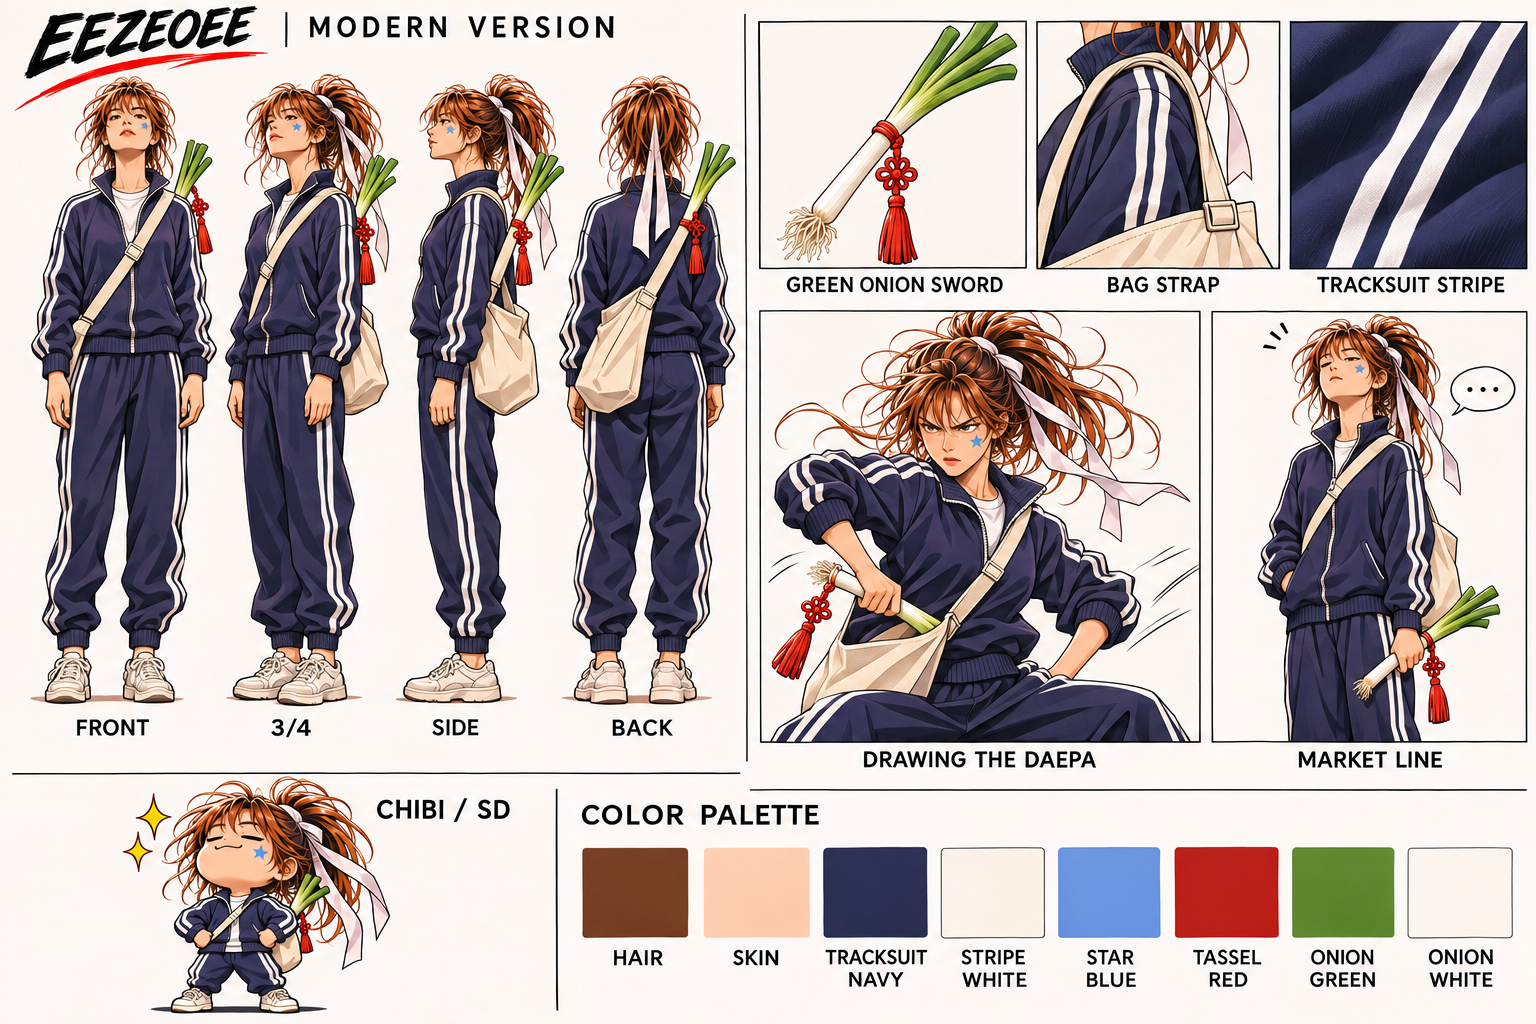 EEZEOEE | MODERN VERSION
GREEN ONION SWORD
BAG STRAP
TRACKSUIT STRIPE
FRONT
3/4
SIDE
BACK
DRAWING THE DAEPA
...
MARKET LINE
CHIBI / SD
COLOR PALETTE
HAIR
SKIN
TRACKSUIT
NAVY
STRIPE
WHITE
STAR
BLUE
TASSEL
RED
ONION
GREEN
ONION
WHITE